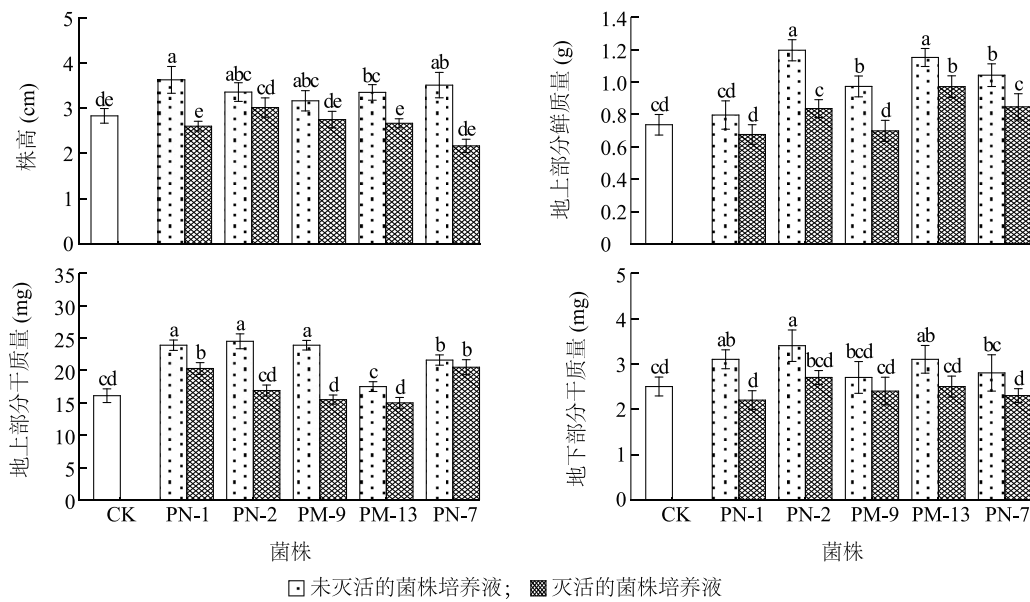 株高 (cm)
5
4
3
2
1
0
de
a
e
abc
cd
abc
de
bc
e
ab
de
地上部分鲜质量 (g)
1.4
1.2
1.0
0.8
0.6
0.4
0.2
0
cd
cd
d
a
c
b
d
a
b
b
c
地上部分干质量 (mg)
35
30
25
20
15
10
5
0
cd
a
b
a
cd
a
d
c
d
b
b
CK PN-1 PN-2 PM-9 PM-13 PN-7
菌株
地下部分干质量 (mg)
5
4
3
2
1
0
cd
ab
d
a
bcd
bcd
cd
ab
cd
bc
d
CK PN-1 PN-2 PM-9 PM-13 PN-7
菌株
未灭活的菌株培养液； 灭活的菌株培养液